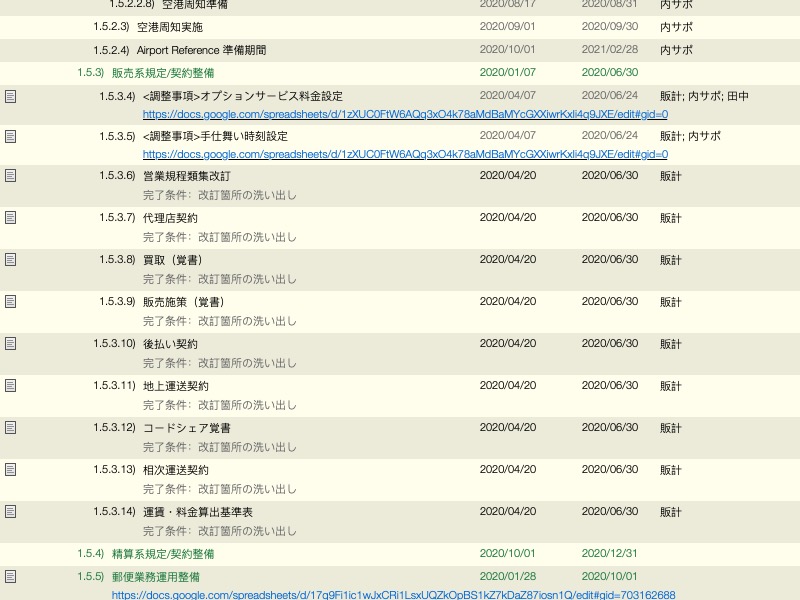 1.5.2.2.8) 空港周知準備 2020/08/17 2020/08/31 内サポ
1.5.2.3) 空港周知実施 2020/09/01 2020/09/30 内サポ
1.5.2.4) Airport Reference 準備期間 2020/10/01 2021/02/28 内サポ
1.5.3) 販売系規定/契約整備 2020/01/07 2020/06/30
1.5.3.4) <調整事項>オプションサービス料金設定 2020/04/07 2020/06/24 販計; 内サポ; 田中
https://docs.google.com/spreadsheets/d/1zXUC0FtW6AQq3xO4k78aMdBaMYcGXXiwrKxli4q9JXE/edit#gid=0
1.5.3.5) <調整事項>手仕舞い時刻設定 2020/04/07 2020/06/24 販計; 内サポ
https://docs.google.com/spreadsheets/d/1zXUC0FtW6AQq3xO4k78aMdBaMYcGXXiwrKxli4q9JXE/edit#gid=0
1.5.3.6) 営業規程類集改訂 2020/04/20 2020/06/30 販計
完了条件：改訂箇所の洗い出し
1.5.3.7) 代理店契約 2020/04/20 2020/06/30 販計
完了条件：改訂箇所の洗い出し
1.5.3.8) 買取（覚書） 2020/04/20 2020/06/30 販計
完了条件：改訂箇所の洗い出し
1.5.3.9) 販売施策（覚書） 2020/04/20 2020/06/30 販計
完了条件：改訂箇所の洗い出し
1.5.3.10) 後払い契約 2020/04/20 2020/06/30 販計
完了条件：改訂箇所の洗い出し
1.5.3.11) 地上運送契約 2020/04/20 2020/06/30 販計
完了条件：改訂箇所の洗い出し
1.5.3.12) コードシェア覚書 2020/04/20 2020/06/30 販計
完了条件：改訂箇所の洗い出し
1.5.3.13) 相次運送契約 2020/04/20 2020/06/30 販計
完了条件：改訂箇所の洗い出し
1.5.3.14) 運賃・料金算出基準表 2020/04/20 2020/06/30 販計
完了条件：改訂箇所の洗い出し
1.5.4) 精算系規定/契約整備 2020/10/01 2020/12/31
1.5.5) 郵便業務運用整備 2020/01/28 2020/10/01
https://docs.google.com/spreadsheets/d/17q9Fi1ic1wJxCRi1LsxUQZkOpBS1kZ7kDaZ87iosn1Q/edit#gid=703162688